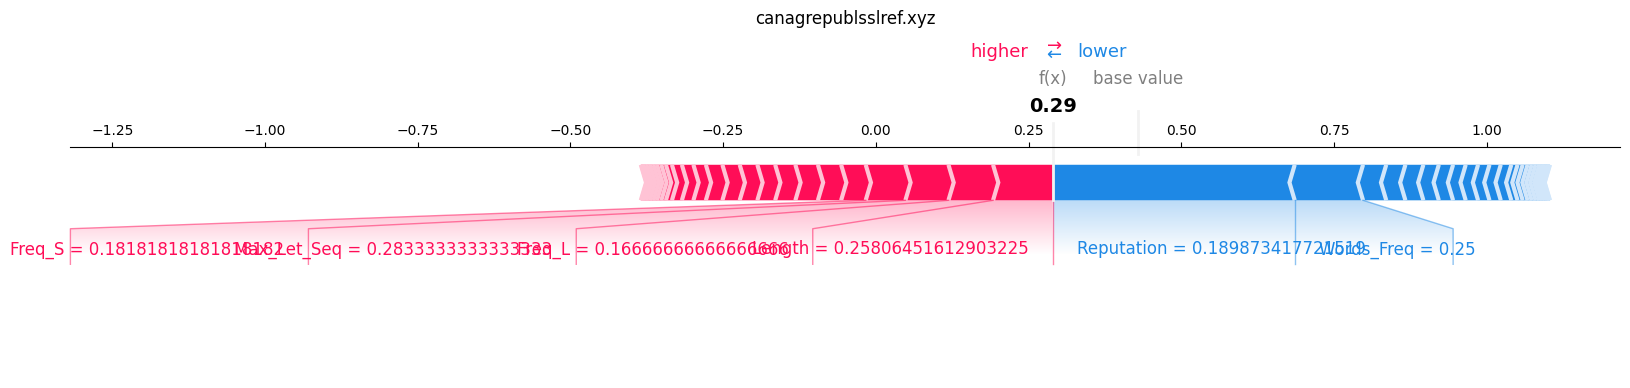 canagrepublsslref.xyz
higher ⇄ lower
f(x) base value
0.29
−1.25 −1.00 −0.75 −0.50 −0.25 0.00 0.25 0.50 0.75 1.00
Freq_S = 0.18181818181818182 Max_Let_Seq = 0.2833333333333333 Freq_L = 0.16666666666666666 Length = 0.25806451612903225 Reputation = 0.189873417721519 Words_Freq = 0.25